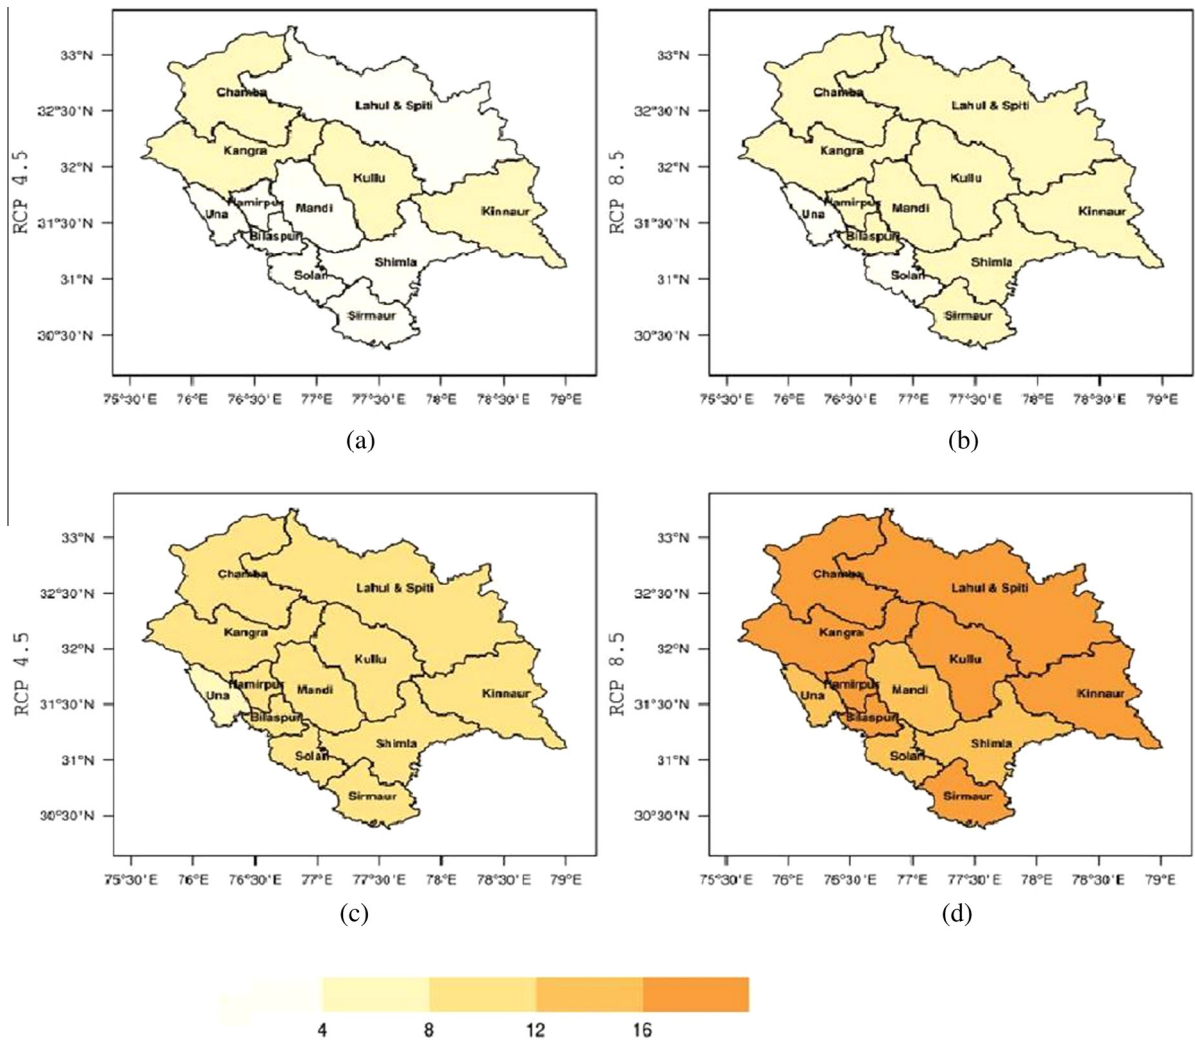 RCP 4.5
33°N
32°30'N
32°N
31°30'N
31°N
30°30'N
Chamba
Lahul & Spiti
Kangra
Kullu
Hamirpur
Una
Mandi
Kinnaur
Bilaspur
Shimla
Solan
Sirmaur
75°30'E 76°E 76°30'E 77°E 77°30'E 78°E 78°30'E 79°E
(a)
RCP 8.5
33°N
32°30'N
32°N
31°30'N
31°N
30°30'N
Chamba
Lahul & Spiti
Kangra
Kullu
Hamirpur
Una
Mandi
Kinnaur
Bilaspur
Shimla
Solan
Sirmaur
75°30'E 76°E 76°30'E 77°E 77°30'E 78°E 78°30'E 79°E
(b)
RCP 4.5
33°N
32°30'N
32°N
31°30'N
31°N
30°30'N
Chamba
Lahul & Spiti
Kangra
Kullu
Hamirpur
Una
Mandi
Kinnaur
Bilaspur
Shimla
Solan
Sirmaur
75°30'E 76°E 76°30'E 77°E 77°30'E 78°E 78°30'E 79°E
(c)
RCP 8.5
33°N
32°30'N
32°N
31°30'N
31°N
30°30'N
Chamba
Lahul & Spiti
Kangra
Kullu
Hamirpur
Una
Mandi
Kinnaur
Bilaspur
Shimla
Solan
Sirmaur
75°30'E 76°E 76°30'E 77°E 77°30'E 78°E 78°30'E 79°E
(d)
4 8 12 16